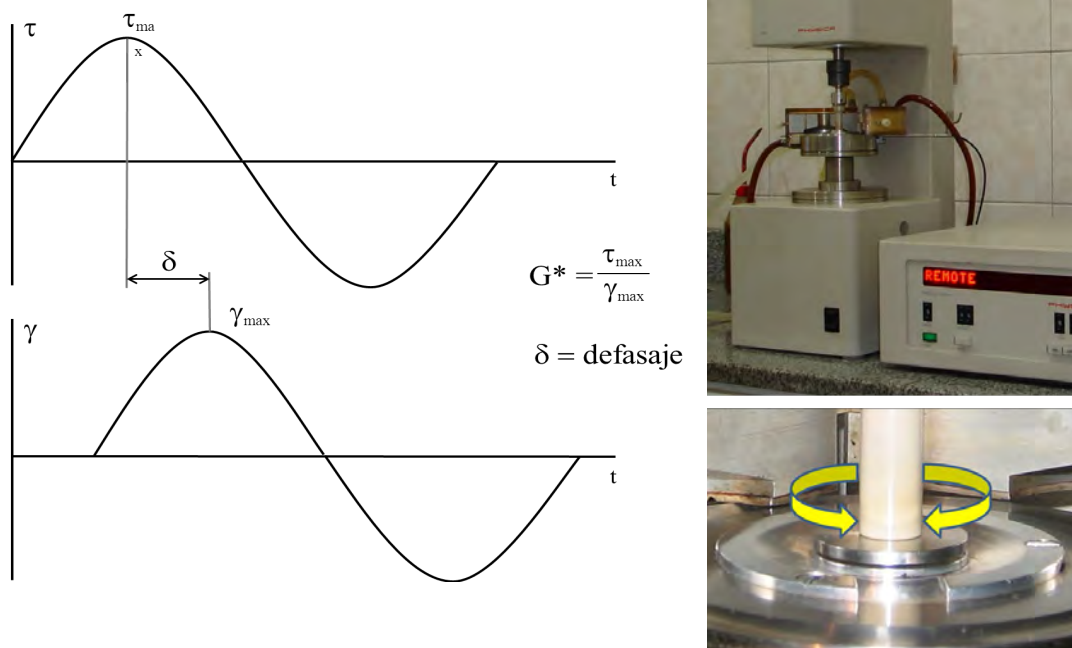 τ
τma
x
t
δ
G* = τmax
γmax
γ
γmax
δ = defasaje
t
REMOTE